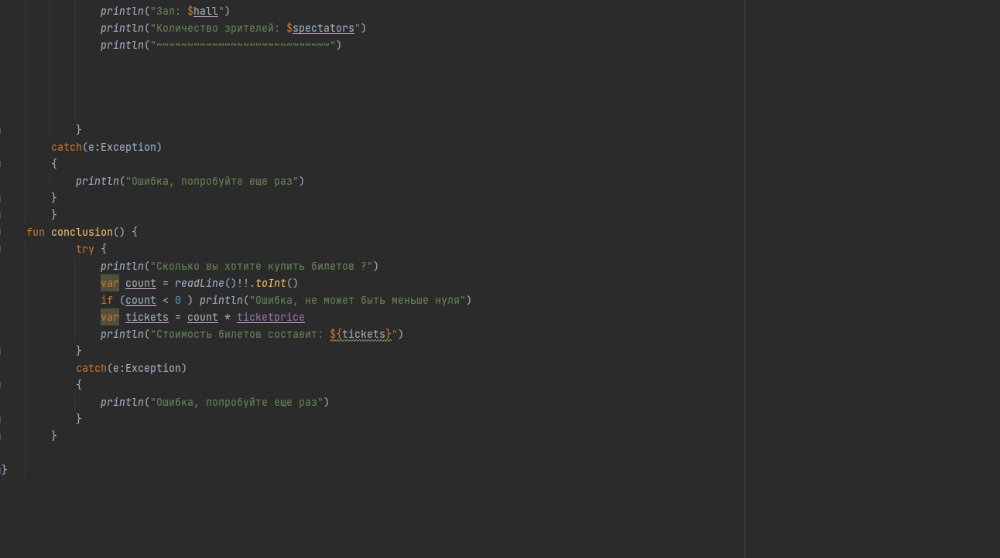 println("Зал: $hall")
println("Количество зрителей: $spectators")
println("~~~~~~~~~~~~~~~~~~~~~~~~~~~~")
}
catch(e:Exception)
{
println("Ошибка, попробуйте еще раз")
}
}
fun conclusion() {
try {
println("Сколько вы хотите купить билетов ?")
var count = readLine()!!.toInt()
if (count < 0 ) println("Ошибка, не может быть меньше нуля")
var tickets = count * ticketprice
println("Стоимость билетов составит: ${tickets}")
}
catch(e:Exception)
{
println("Ошибка, попробуйте еще раз")
}
}
}